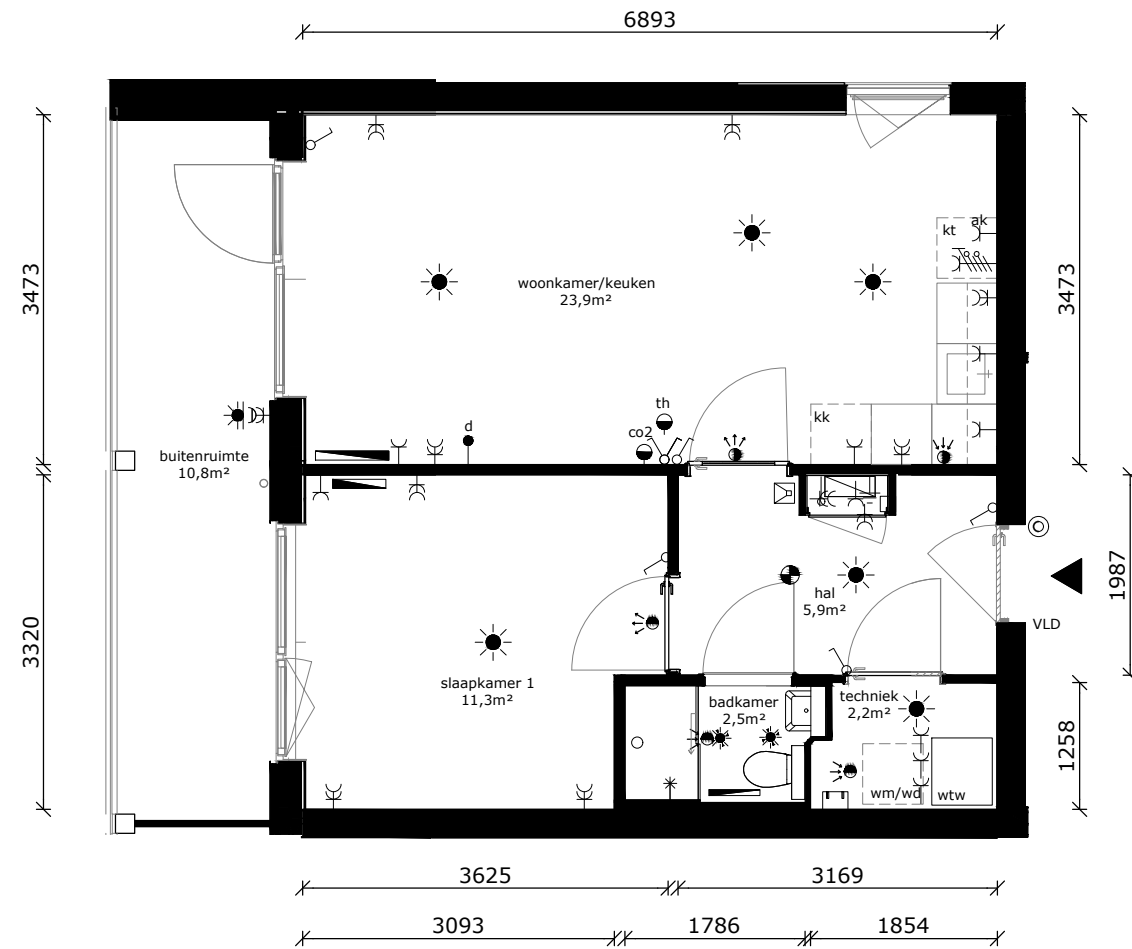 6893
3473
3473
kt
ak
woonkamer/keuken
23,9m²
th
co2
d
kk
buitenruimte
10,8m²
1987
VLD
hal
5,9m²
3320
slaapkamer 1
11,3m²
badkamer
2,5m²
techniek
2,2m²
1258
wm/wd
wtw
3625
3169
3093
1786
1854